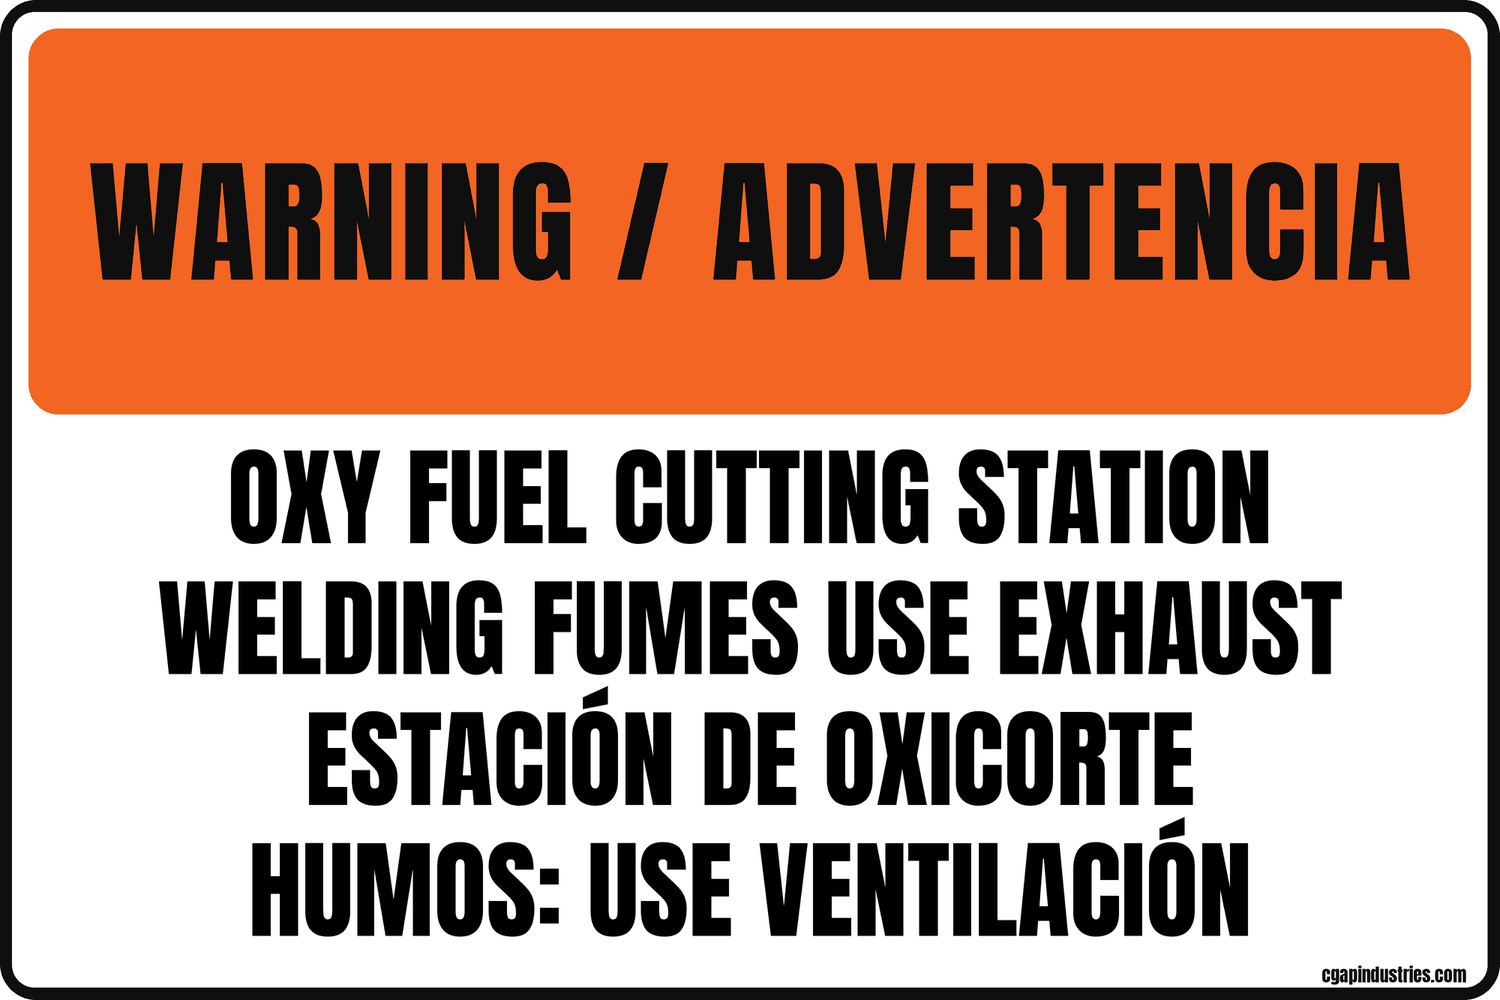 WARNING / ADVERTENCIA
OXY FUEL CUTTING STATION
WELDING FUMES USE EXHAUST
ESTACIÓN DE OXICORTE
HUMOS: USE VENTILACIÓN
cgapindustries.com